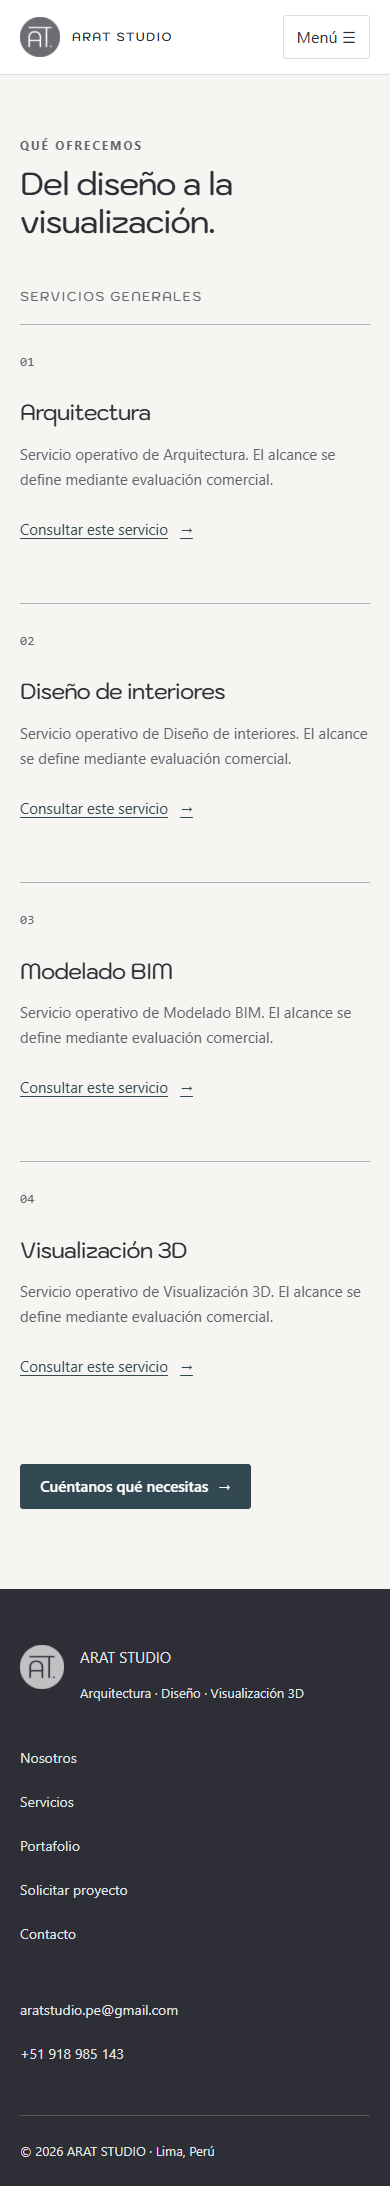 AT.
ARAT STUDIO
Menú ☰
QUÉ OFRECEMOS
Del diseño a la
visualización.
SERVICIOS GENERALES
01
Arquitectura
Servicio operativo de Arquitectura. El alcance se
define mediante evaluación comercial.
Consultar este servicio →
02
Diseño de interiores
Servicio operativo de Diseño de interiores. El alcance
se define mediante evaluación comercial.
Consultar este servicio →
03
Modelado BIM
Servicio operativo de Modelado BIM. El alcance se
define mediante evaluación comercial.
Consultar este servicio →
04
Visualización 3D
Servicio operativo de Visualización 3D. El alcance se
define mediante evaluación comercial.
Consultar este servicio →
Cuéntanos qué necesitas →
AT.
ARAT STUDIO
Arquitectura · Diseño · Visualización 3D
Nosotros
Servicios
Portafolio
Solicitar proyecto
Contacto
aratstudio.pe@gmail.com
+51 918 985 143
© 2026 ARAT STUDIO · Lima, Perú